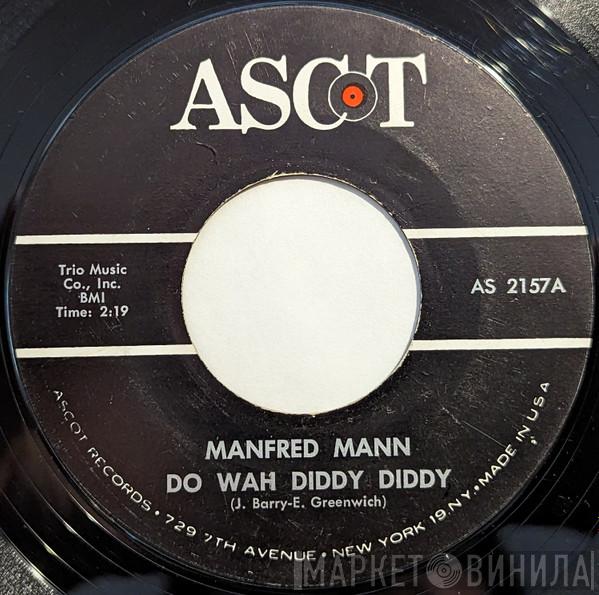 ASCOT
Trio Music
Co., Inc.
BMI
Time: 2:19
AS 2157A
MANFRED MANN
DO WAH DIDDY DIDDY
(J. Barry-E. Greenwich)
ASCOT RECORDS • 729 7TH AVENUE • NEW YORK 19, N.Y. • MADE IN USA
МАРКЕТ ВИНИЛА